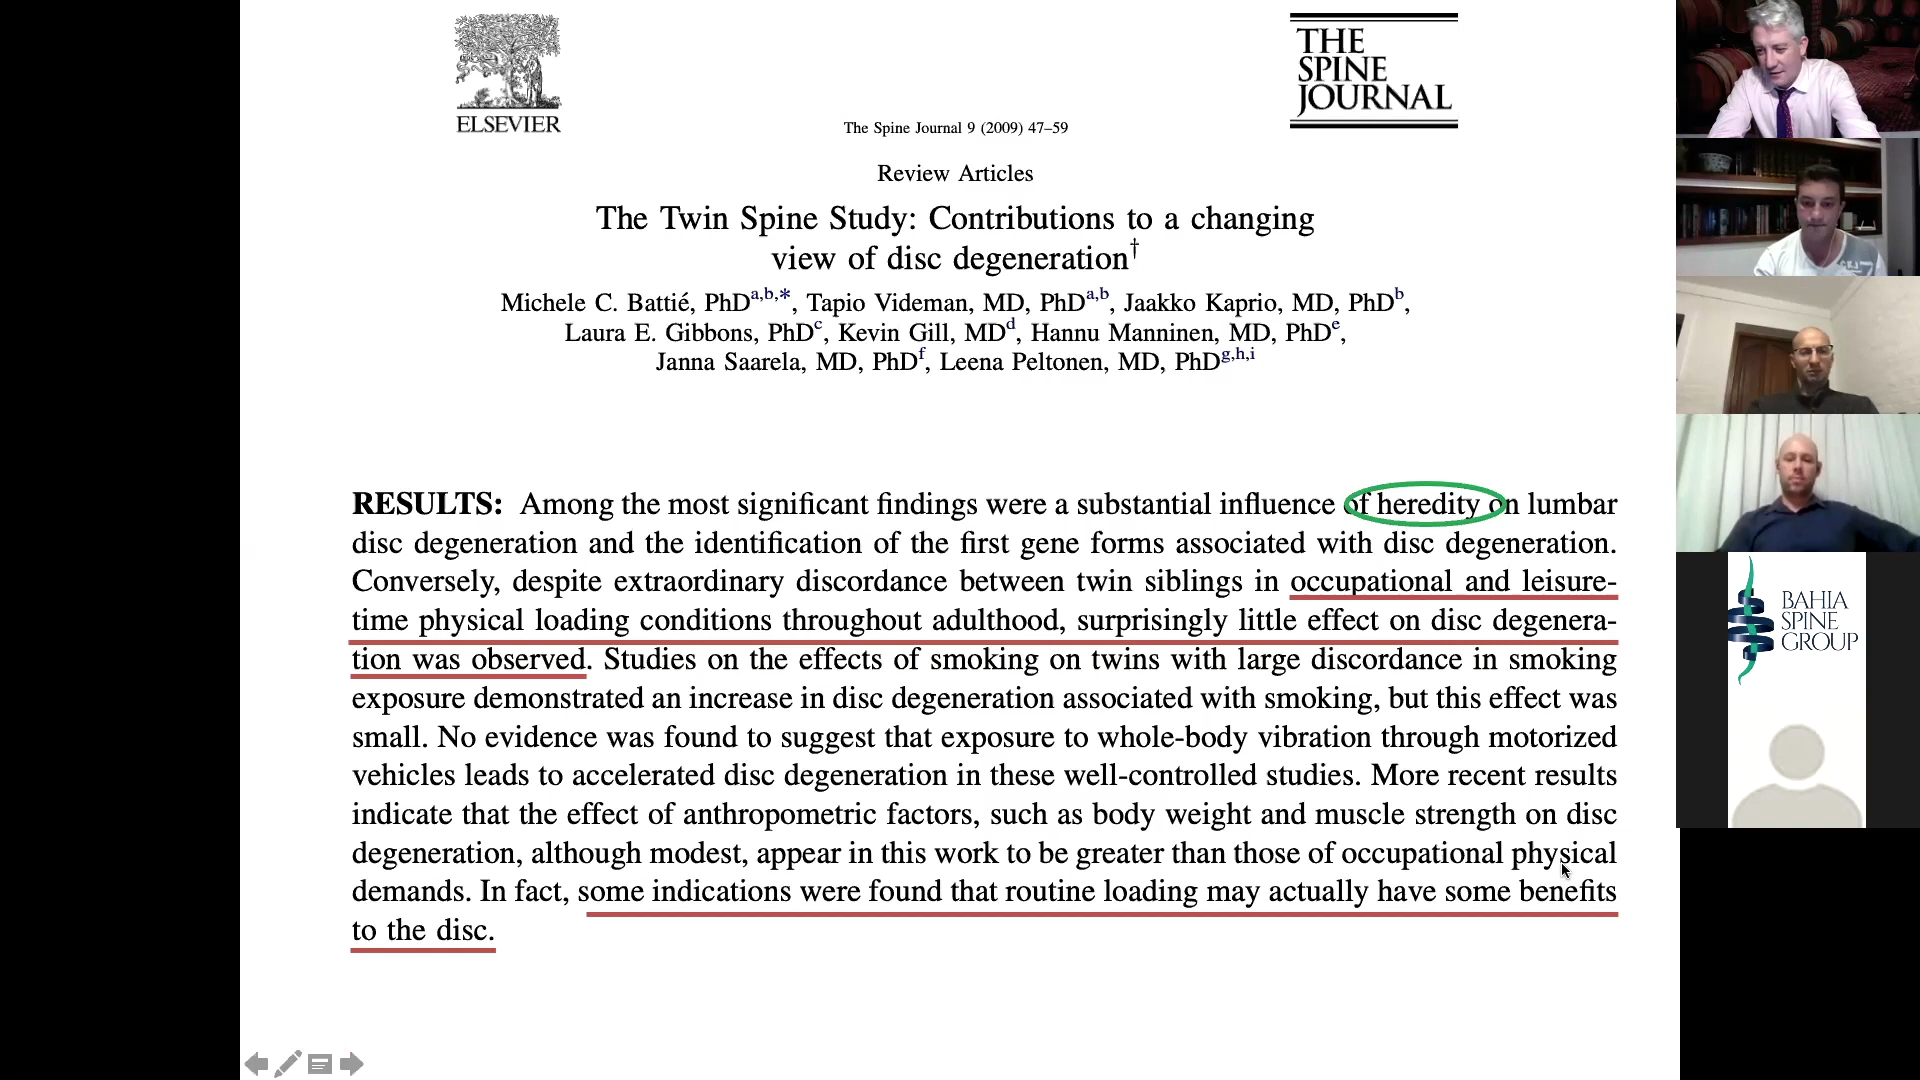 ELSEVIER
THE
SPINE
JOURNAL
The Spine Journal 9 (2009) 47–59
Review Articles
The Twin Spine Study: Contributions to a changing
view of disc degeneration†
Michele C. Battié, PhDa,b,*, Tapio Videman, MD, PhDa,b, Jaakko Kaprio, MD, PhDb,
Laura E. Gibbons, PhDc, Kevin Gill, MDd, Hannu Manninen, MD, PhDe,
Janna Saarela, MD, PhDf, Leena Peltonen, MD, PhDg,h,i
RESULTS: Among the most significant findings were a substantial influence of heredity on lumbar
disc degeneration and the identification of the first gene forms associated with disc degeneration.
Conversely, despite extraordinary discordance between twin siblings in occupational and leisure-
time physical loading conditions throughout adulthood, surprisingly little effect on disc degenera-
tion was observed. Studies on the effects of smoking on twins with large discordance in smoking
exposure demonstrated an increase in disc degeneration associated with smoking, but this effect was
small. No evidence was found to suggest that exposure to whole-body vibration through motorized
vehicles leads to accelerated disc degeneration in these well-controlled studies. More recent results
indicate that the effect of anthropometric factors, such as body weight and muscle strength on disc
degeneration, although modest, appear in this work to be greater than those of occupational physical
demands. In fact, some indications were found that routine loading may actually have some benefits
to the disc.
BAHIA
SPINE
GROUP